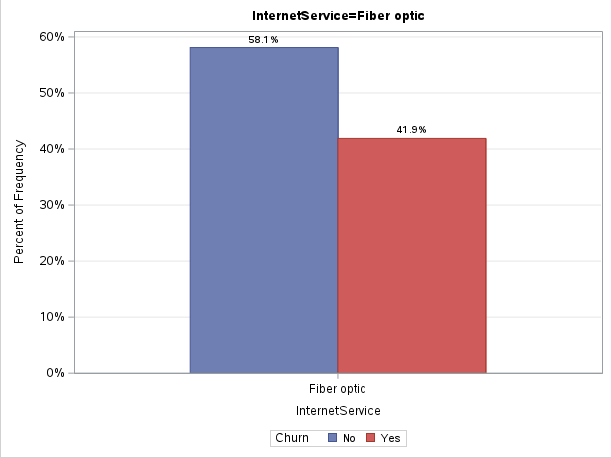 InternetService=Fiber optic
60%
58.1%
50%
41.9%
40%
30%
20%
10%
0%
Percent of Frequency
Fiber optic
InternetService
Churn No Yes